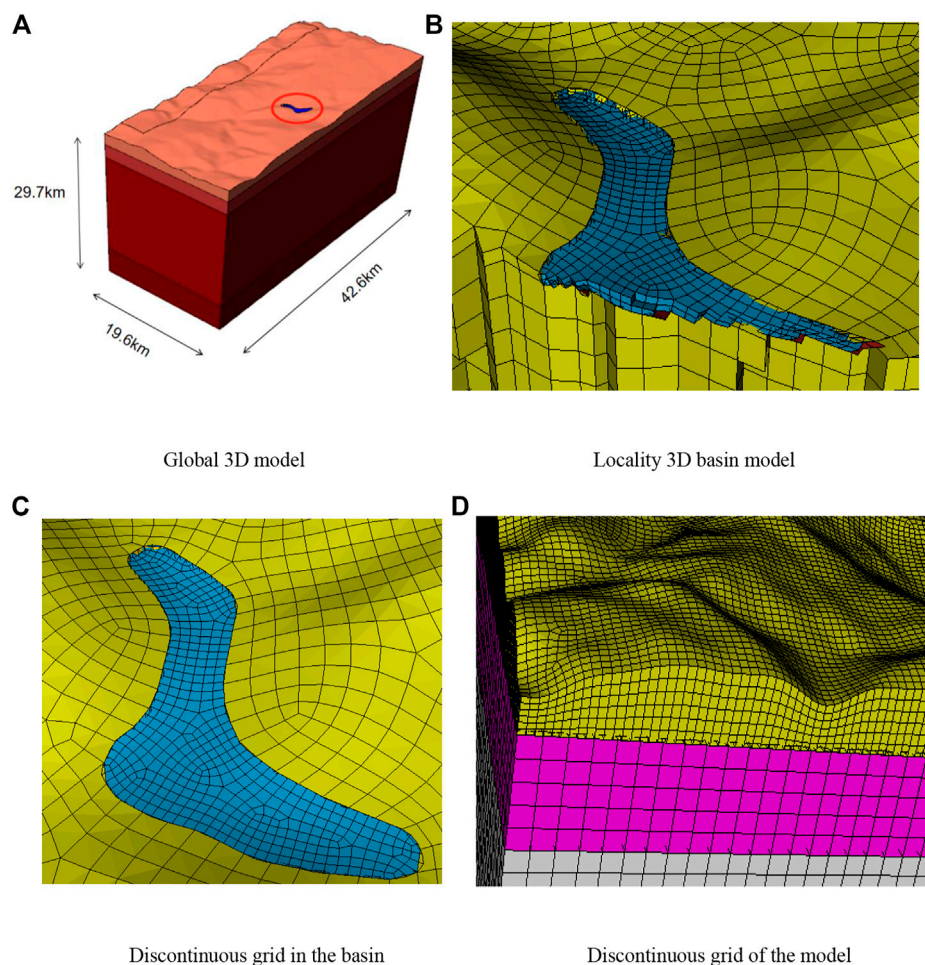 A
B
29.7km
19.6km
42.6km
Global 3D model
Locality 3D basin model
C
D
Discontinuous grid in the basin
Discontinuous grid of the model